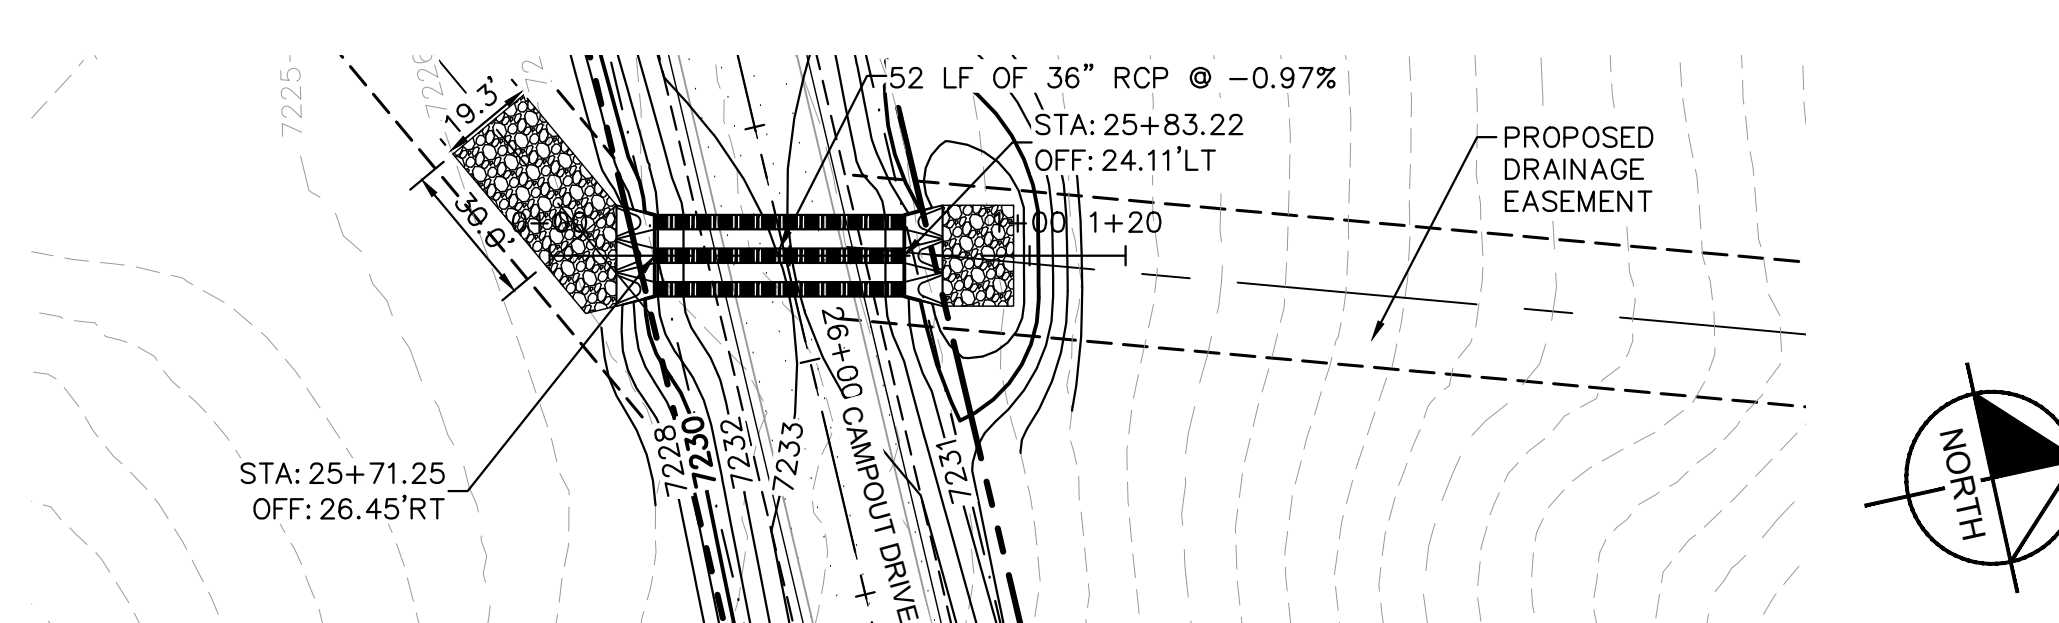 7225
7226
72
19.3'
30.0'
52 LF OF 36" RCP @ -0.97%
STA: 25+83.22
OFF: 24.11'LT
PROPOSED
DRAINAGE
EASEMENT
1+00 1+20
STA: 25+71.25
OFF: 26.45'RT
7228
7230
7232
7233
26+00 CAMPOUT DRIVE
7231
NORTH